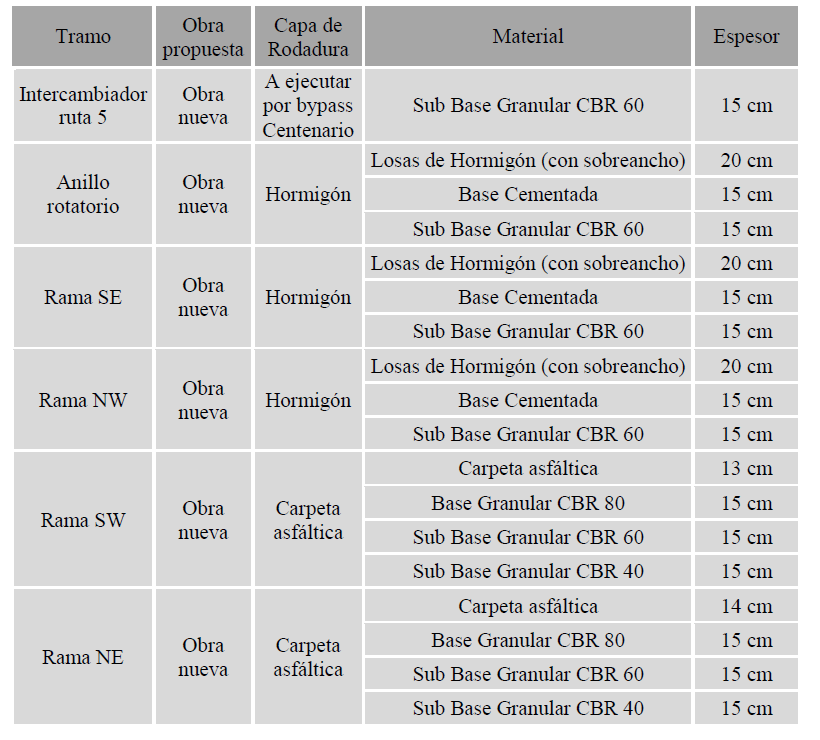 Tramo
Obra
propuesta
Capa de
Rodadura
Material
Espesor
Intercambiador
ruta 5
Obra
nueva
A ejecutar
por bypass
Centenario
Sub Base Granular CBR 60
15 cm
Anillo
rotatorio
Obra
nueva
Hormigón
Losas de Hormigón (con sobreancho)
20 cm
Base Cementada
15 cm
Sub Base Granular CBR 60
15 cm
Rama SE
Obra
nueva
Hormigón
Losas de Hormigón (con sobreancho)
20 cm
Base Cementada
15 cm
Sub Base Granular CBR 60
15 cm
Rama NW
Obra
nueva
Hormigón
Losas de Hormigón (con sobreancho)
20 cm
Base Cementada
15 cm
Sub Base Granular CBR 60
15 cm
Rama SW
Obra
nueva
Carpeta
asfáltica
Carpeta asfáltica
13 cm
Base Granular CBR 80
15 cm
Sub Base Granular CBR 60
15 cm
Sub Base Granular CBR 40
15 cm
Rama NE
Obra
nueva
Carpeta
asfáltica
Carpeta asfáltica
14 cm
Base Granular CBR 80
15 cm
Sub Base Granular CBR 60
15 cm
Sub Base Granular CBR 40
15 cm